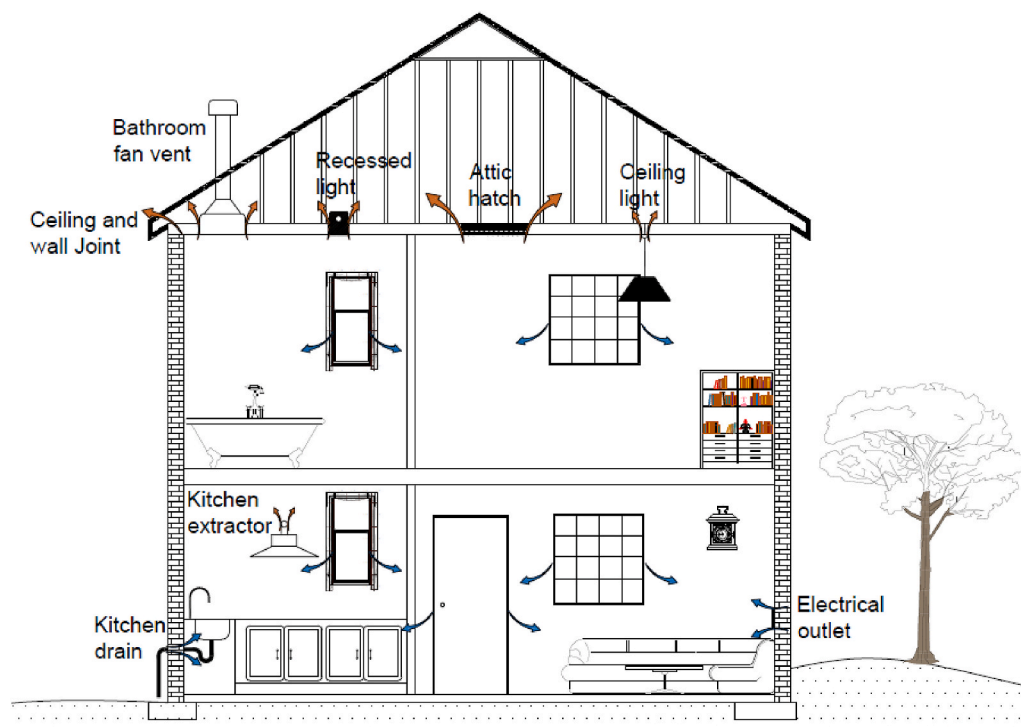 Bathroom
fan vent
Recessed
light
Attic
hatch
Ceiling
light
Ceiling and
wall Joint
Kitchen
extractor
Kitchen
drain
Electrical
outlet